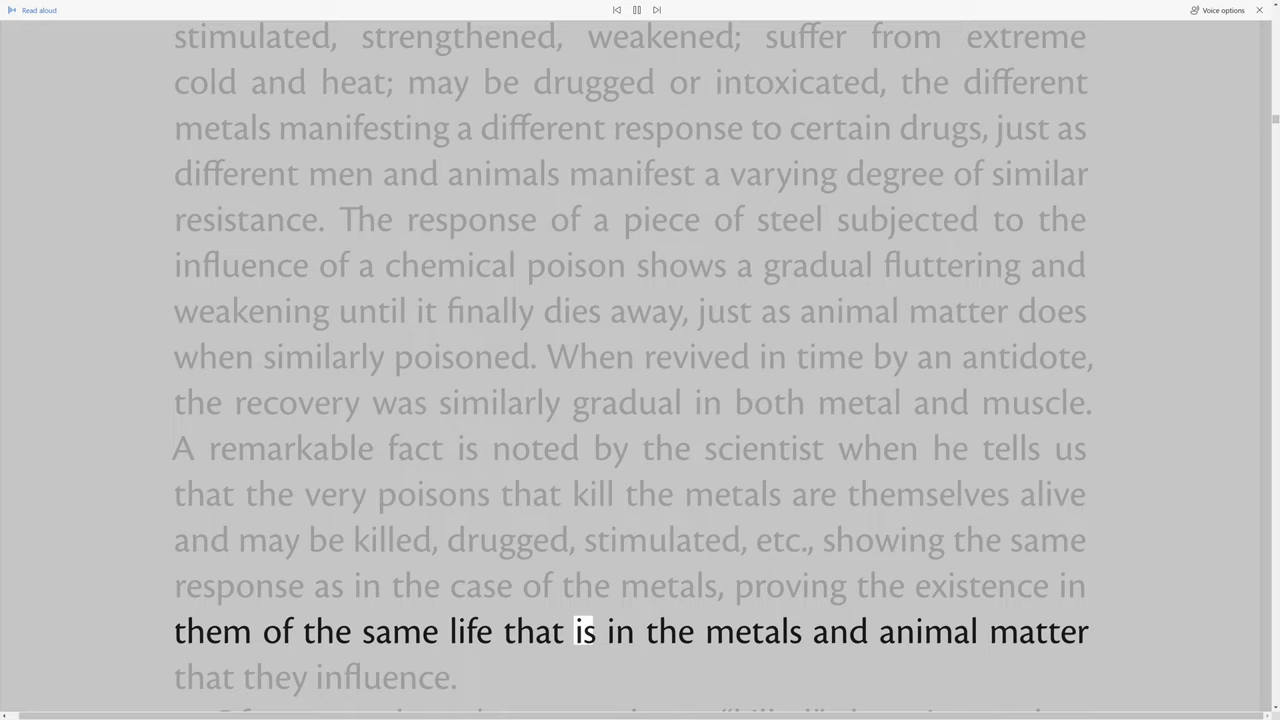 Read aloud
Voice options
stimulated, strengthened, weakened; suffer from extreme
cold and heat; may be drugged or intoxicated, the different
metals manifesting a different response to certain drugs, just as
different men and animals manifest a varying degree of similar
resistance. The response of a piece of steel subjected to the
influence of a chemical poison shows a gradual fluttering and
weakening until it finally dies away, just as animal matter does
when similarly poisoned. When revived in time by an antidote,
the recovery was similarly gradual in both metal and muscle.
A remarkable fact is noted by the scientist when he tells us
that the very poisons that kill the metals are themselves alive
and may be killed, drugged, stimulated, etc., showing the same
response as in the case of the metals, proving the existence in
them of the same life that is in the metals and animal matter
that they influence.